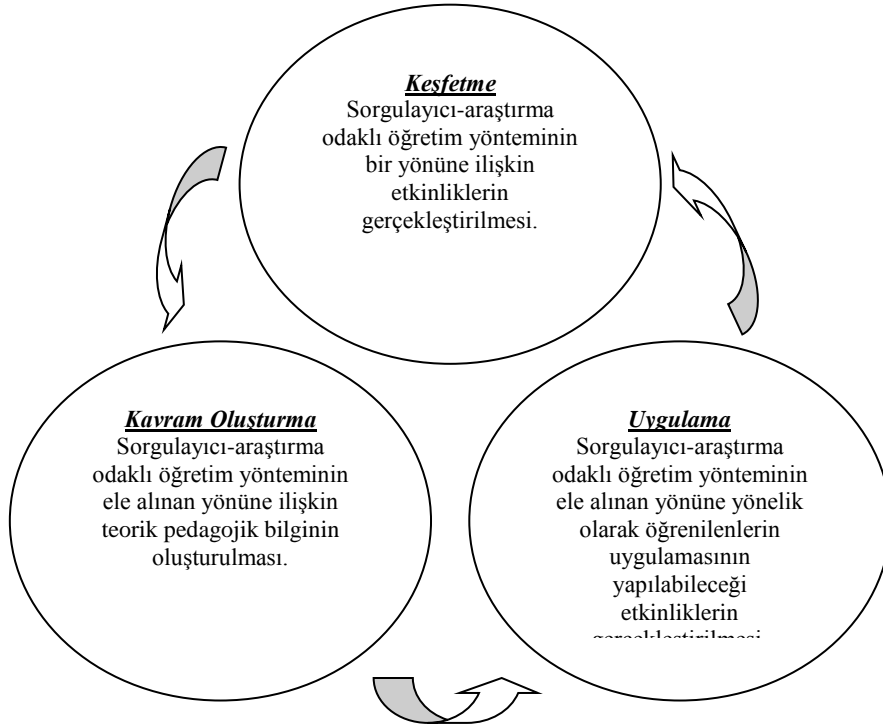 Keşfetme
Sorgulayıcı-araştırma
odaklı öğretim yönteminin
bir yönüne ilişkin
etkinliklerin
gerçekleştirilmesi.
Kavram Oluşturma
Sorgulayıcı-araştırma
odaklı öğretim yönteminin
ele alınan yönüne ilişkin
teorik pedagojik bilginin
oluşturulması.
Uygulama
Sorgulayıcı-araştırma
odaklı öğretim yönteminin
ele alınan yönüne yönelik
olarak öğrenilenlerin
uygulamasının
yapılabileceği
etkinliklerin